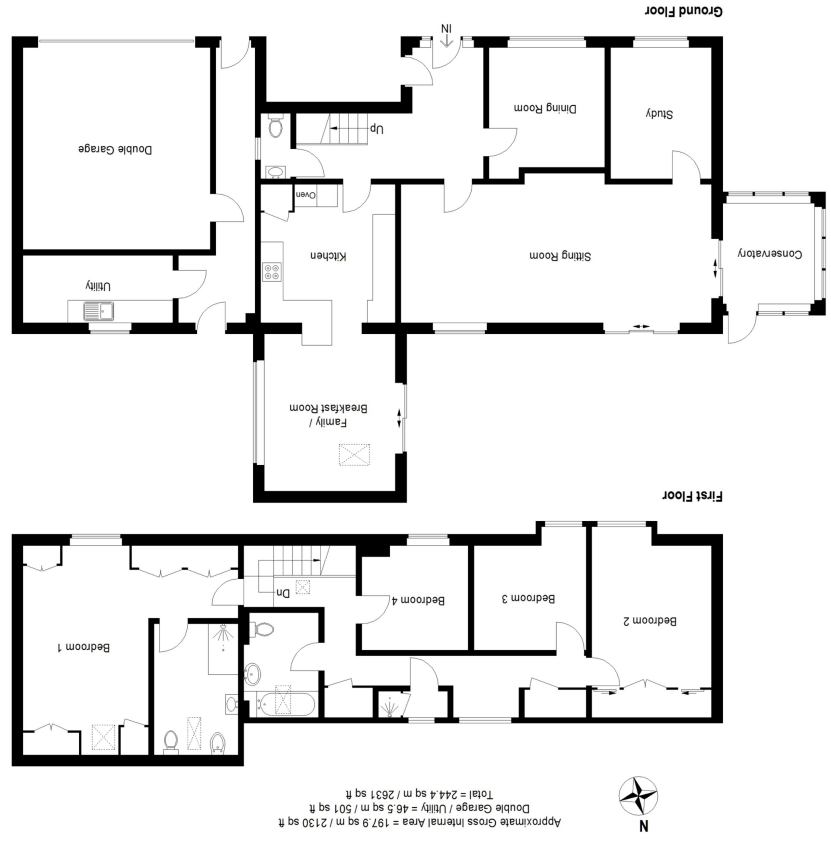 Approximate Gross Internal Area = 197.9 sq m / 2130 sq ft
Double Garage / Utility = 46.5 sq m / 501 sq ft
Total = 244.4 sq m / 2631 sq ft
N
Bedroom 2
Bedroom 3
Bedroom 4
Dn
Bedroom 1
First Floor
Family /
Breakfast Room
Conservatory
Sitting Room
Kitchen
Oven
Utility
Study
Dining Room
Up
Double Garage
IN
Ground Floor